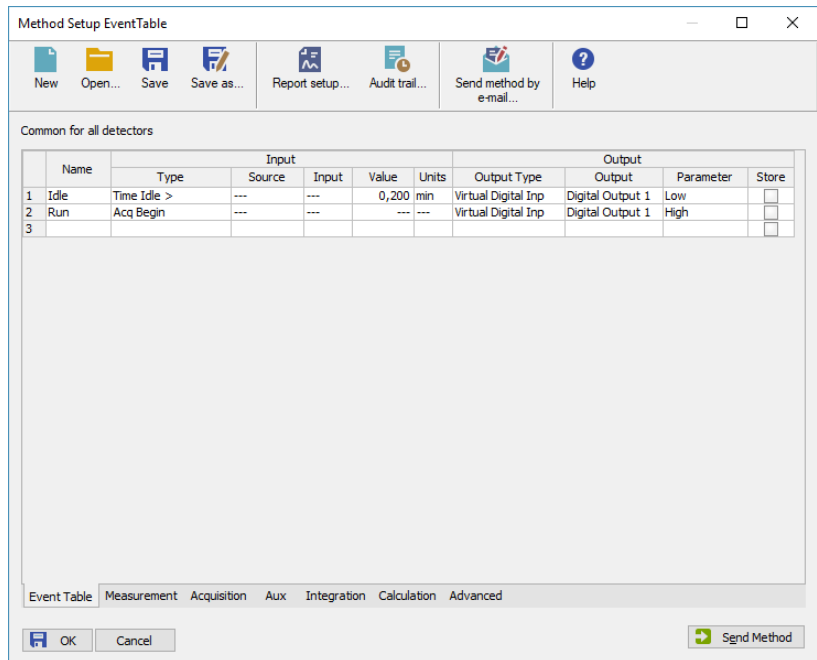 Method Setup EventTable
New Open... Save Save as... Report setup... Audit trail... Send method by e-mail... Help
Common for all detectors
Name Input Output
Type Source Input Value Units Output Type Output Parameter Store
1 Idle Time Idle > --- --- 0,200 min Virtual Digital Inp Digital Output 1 Low
2 Run Acq Begin --- --- --- --- Virtual Digital Inp Digital Output 1 High
3
Event Table Measurement Acquisition Aux Integration Calculation Advanced
OK Cancel Send Method